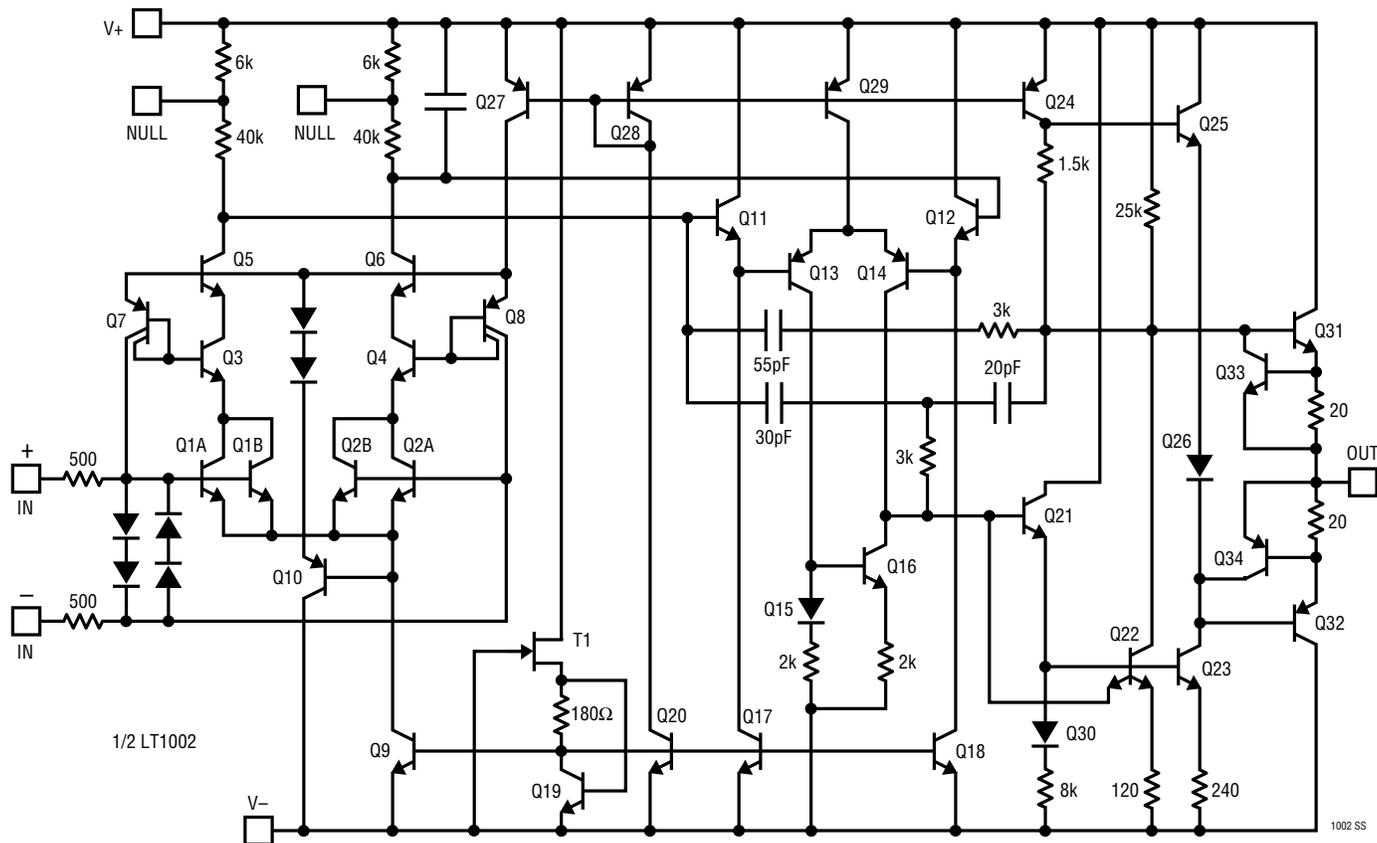 V+
6k
6k
NULL
NULL
Q27
Q28
Q29
Q24
Q25
40k
40k
1.5k
25k
Q11
Q12
Q5
Q6
Q13
Q14
Q7
Q8
3k
Q31
Q3
Q4
55pF
20pF
Q33
20
30pF
Q1A
Q1B
Q2B
Q2A
3k
Q26
OUT
+
500
IN
Q21
20
Q10
Q16
Q34
–
500
IN
Q15
Q32
T1
2k
2k
Q22
Q23
180Ω
Q20
Q17
1/2 LT1002
Q9
Q18
Q30
Q19
8k
120
240
V–
1002 SS